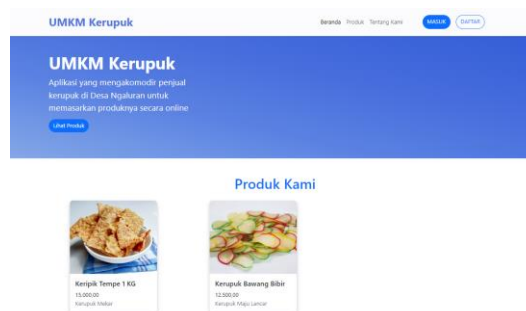 UMKM Kerupuk
Beranda Produk Tentang Kami MASUK DAFTAR
UMKM Kerupuk
Aplikasi yang mengakomodir penjual
kerupuk di Desa Ngaluran untuk
memasarkan produknya secara online
Lihat Produk
Produk Kami
Keripik Tempe 1 KG
15.000,00
Kerupuk Mekar
Kerupuk Bawang Bibir
12.500,00
Kerupuk Maju Lancar